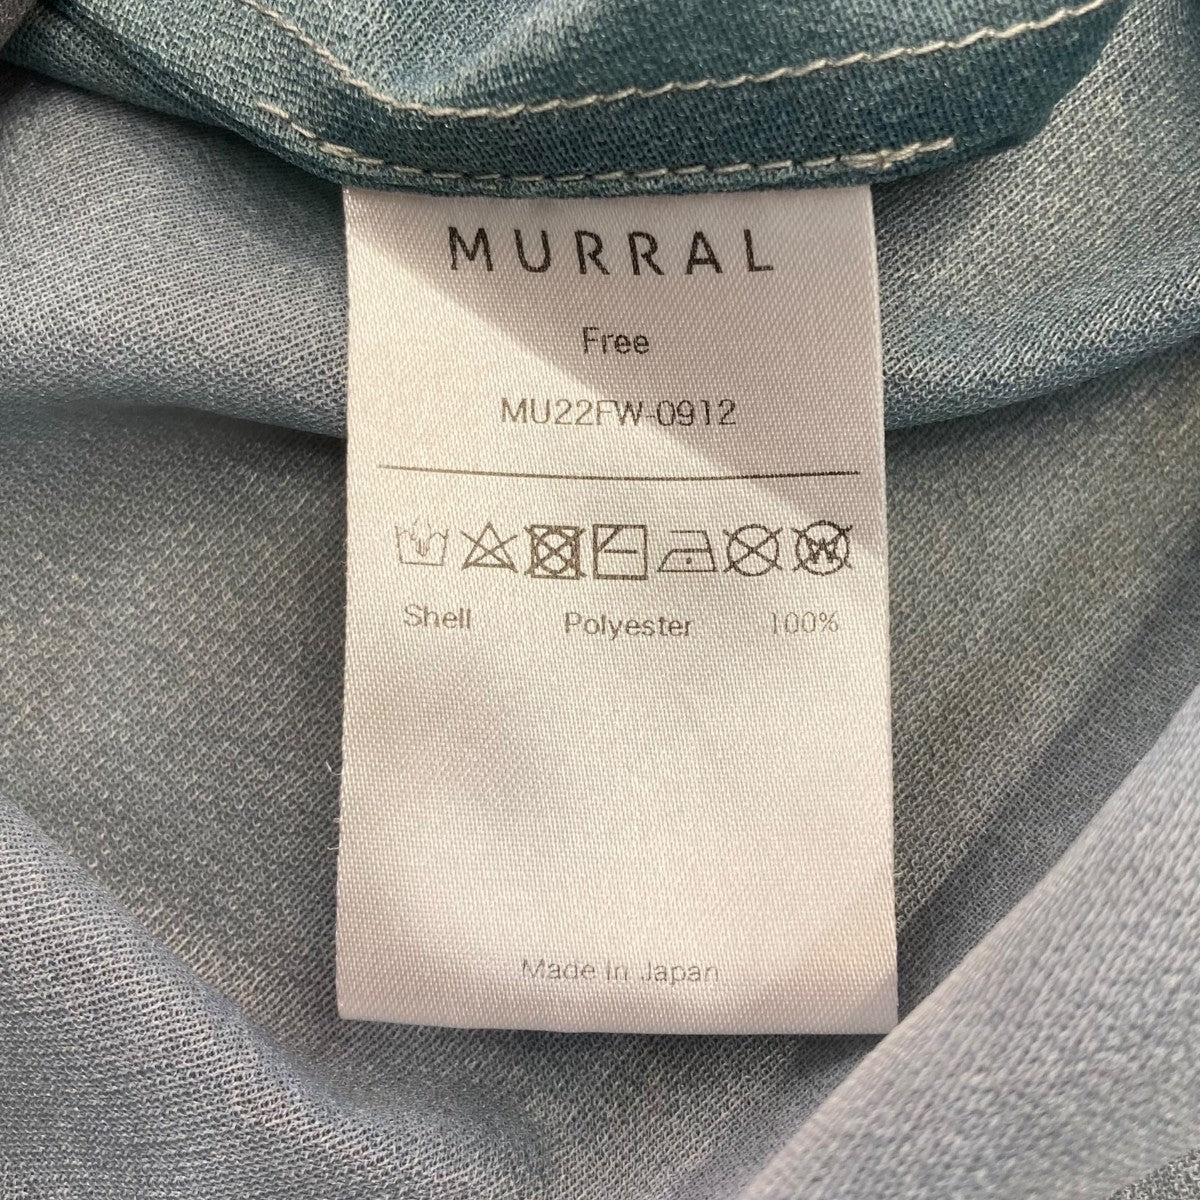 MURRAL
Free
MU22FW-0912
W
Shell Polyester 100%
Made In Japan